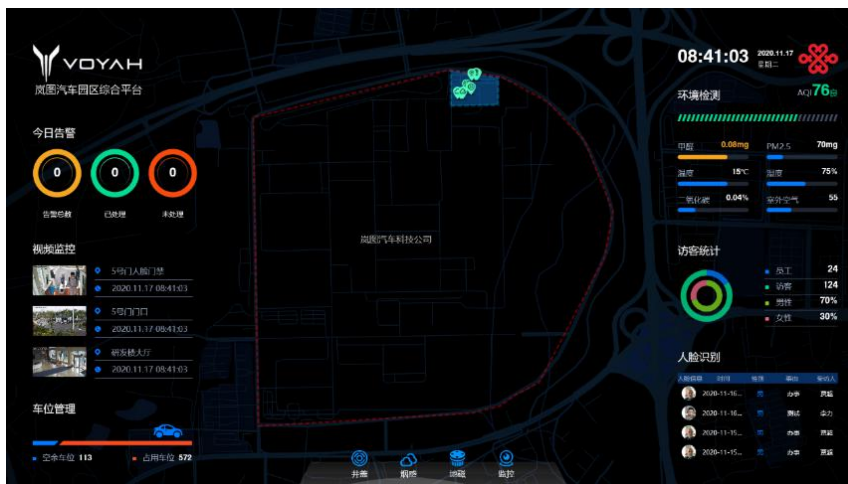 VOYAH
岚图汽车园区综合平台
今日告警
0
0
0
告警总数
已处理
未处理
视频监控
5号门人脸门禁
2020.11.17 08:41:03
5号门门口
2020.11.17 08:41:03
研发楼大厅
2020.11.17 08:41:03
车位管理
空余车位 113
占用车位 572
岚图汽车科技公司
井盖
烟感
地磁
监控
08:41:03
2020.11.17
星期二
环境检测
AQI 76
甲醛 0.08mg
PM2.5 70mg
温度 15℃
湿度 75%
二氧化碳 0.04%
室外空气 55
访客统计
员工 24
访客 124
男性 70%
女性 30%
人脸识别
人脸信息 时间 性别 事由 受访人
2020-11-16... 男 办事
2020-11-16... 男 测试
2020-11-15... 男 办事
2020-11-15... 男 办事